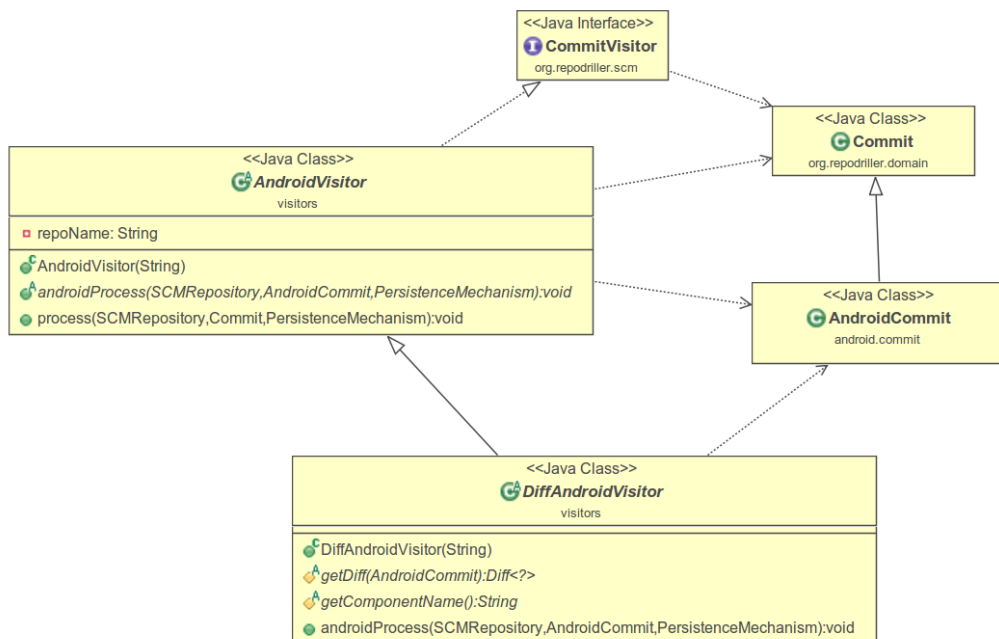 <<Java Interface>>
CommitVisitor
org.repodriller.scm
<<Java Class>>
Commit
org.repodriller.domain
<<Java Class>>
AndroidVisitor
visitors
repoName: String
AndroidVisitor(String)
androidProcess(SCMRepository,AndroidCommit,PersistenceMechanism):void
process(SCMRepository,Commit,PersistenceMechanism):void
<<Java Class>>
AndroidCommit
android.commit
<<Java Class>>
DiffAndroidVisitor
visitors
DiffAndroidVisitor(String)
getDiff(AndroidCommit):Diff<?>
getComponentName():String
androidProcess(SCMRepository,AndroidCommit,PersistenceMechanism):void